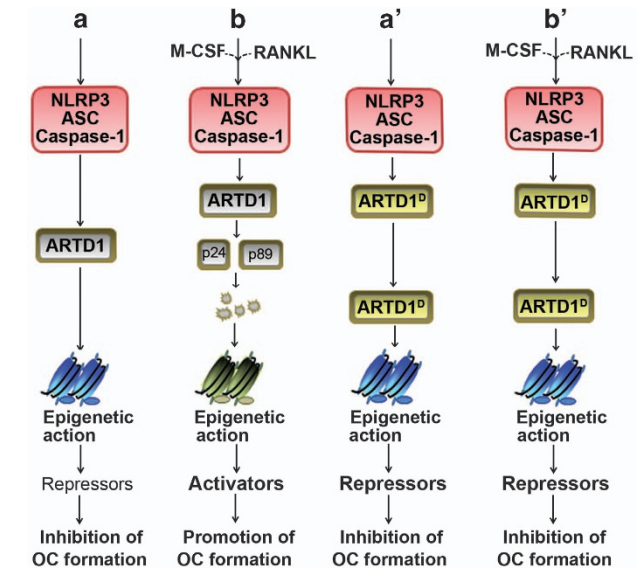 a
NLRP3
ASC
Caspase-1
ARTD1
Epigenetic
action
Repressors
Inhibition of
OC formation
b
M-CSF RANKL
NLRP3
ASC
Caspase-1
ARTD1
p24 p89
Epigenetic
action
Activators
Promotion of
OC formation
a’
NLRP3
ASC
Caspase-1
ARTD1ᴰ
ARTD1ᴰ
Epigenetic
action
Repressors
Inhibition of
OC formation
b’
M-CSF RANKL
NLRP3
ASC
Caspase-1
ARTD1ᴰ
ARTD1ᴰ
Epigenetic
action
Repressors
Inhibition of
OC formation